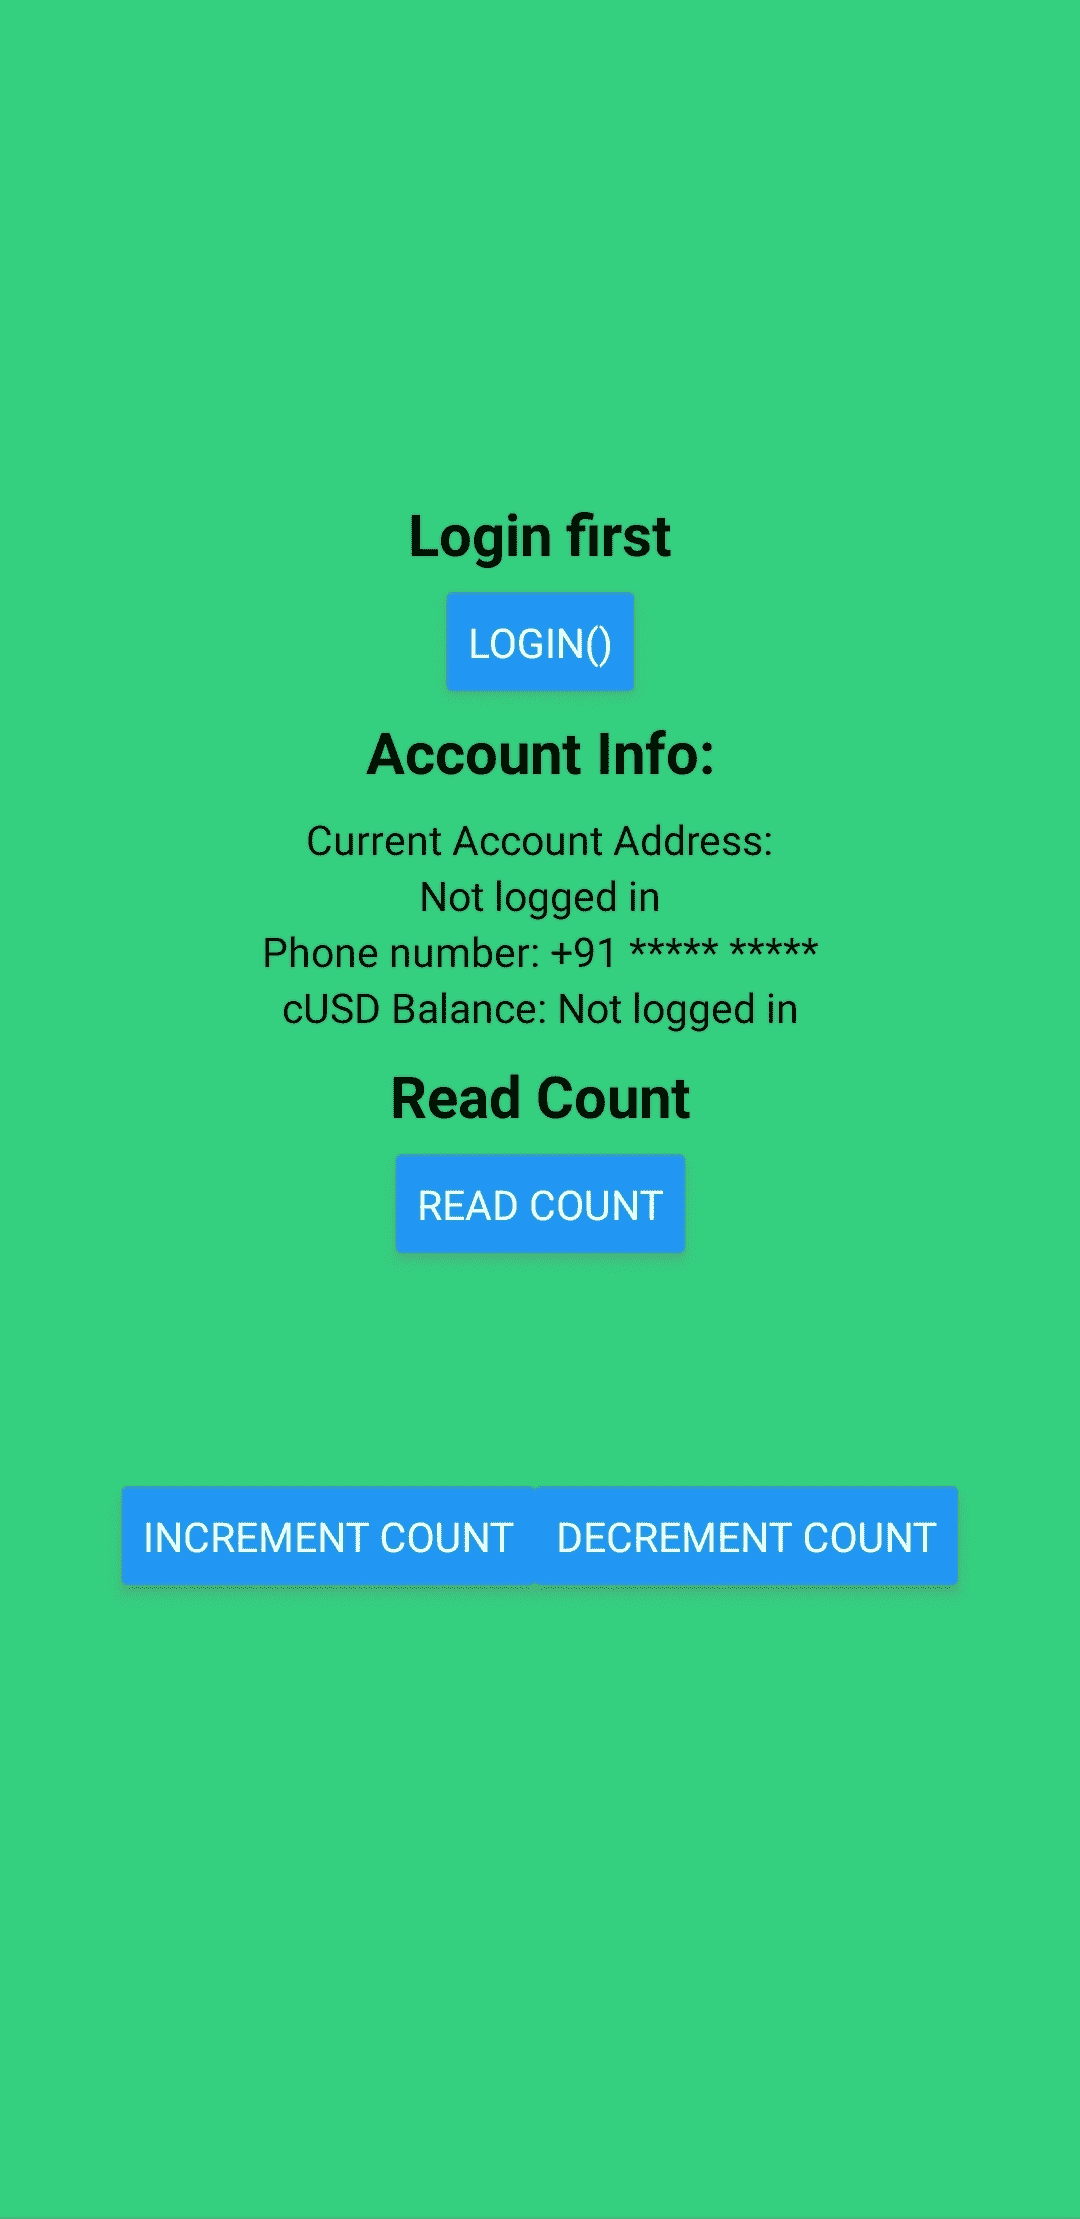 Login first
LOGIN()
Account Info:
Current Account Address:
Not logged in
Phone number: +91 ***** *****
cUSD Balance: Not logged in
Read Count
READ COUNT
INCREMENT COUNT DECREMENT COUNT